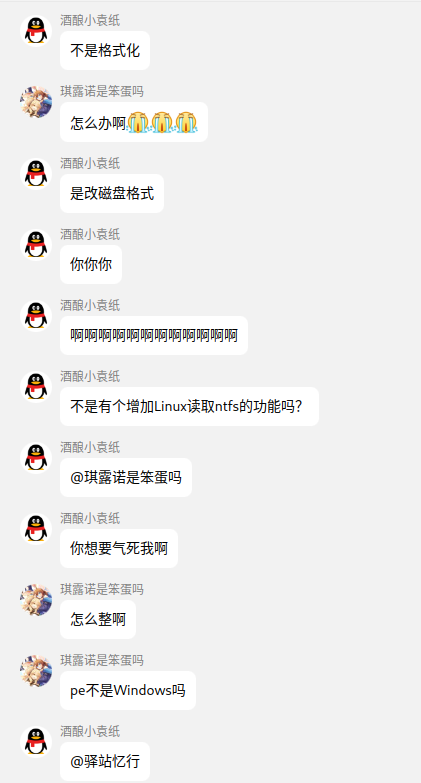 酒酿小袁纸
不是格式化
琪露诺是笨蛋吗
怎么办啊😭😭😭
酒酿小袁纸
是改磁盘格式
酒酿小袁纸
你你你
酒酿小袁纸
啊啊啊啊啊啊啊啊啊啊啊啊
酒酿小袁纸
不是有个增加Linux读取ntfs的功能吗？
酒酿小袁纸
@琪露诺是笨蛋吗
酒酿小袁纸
你想要气死我啊
琪露诺是笨蛋吗
怎么整啊
琪露诺是笨蛋吗
pe不是Windows吗
酒酿小袁纸
@驿站忆行